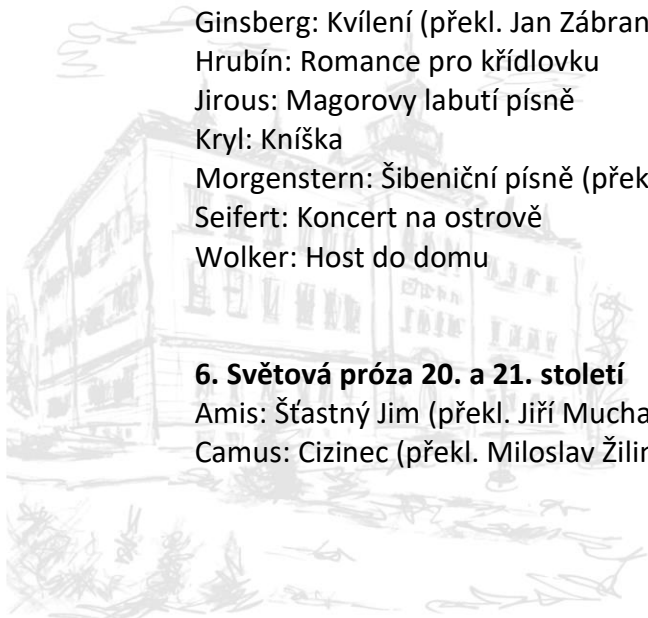 Ginsberg: Kvílení (překl. Jan Zábran
Hrubín: Romance pro křídlovku
Jirous: Magorovy labutí písně
Kryl: Kníška
Morgenstern: Šibeniční písně (přek
Seifert: Koncert na ostrově
Wolker: Host do domu
6. Světová próza 20. a 21. století
Amis: Šťastný Jim (překl. Jiří Mucha
Camus: Cizinec (překl. Miloslav Žilin